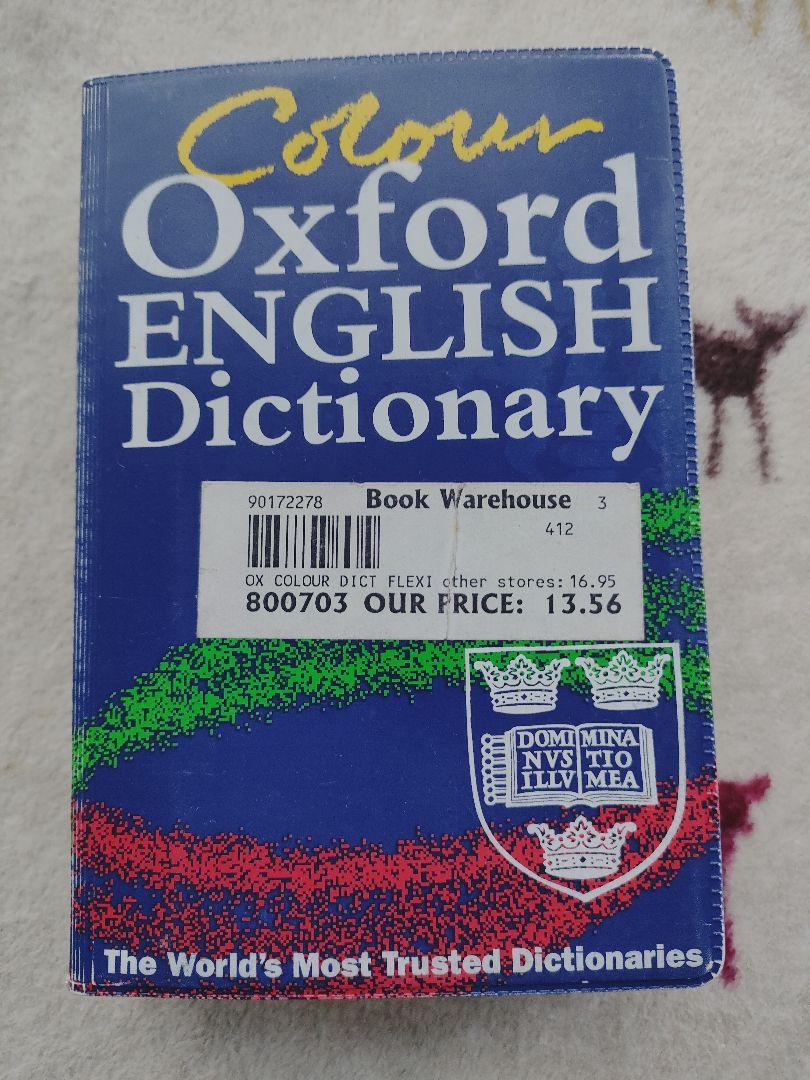 Colour
Oxford
ENGLISH
Dictionary
90172278 Book Warehouse 3
412
OX COLOUR DICT FLEXI other stores: 16.95
800703 OUR PRICE: 13.56
DOMI MINA
NVS TIO
ILLV MEA
The World's Most Trusted Dictionaries